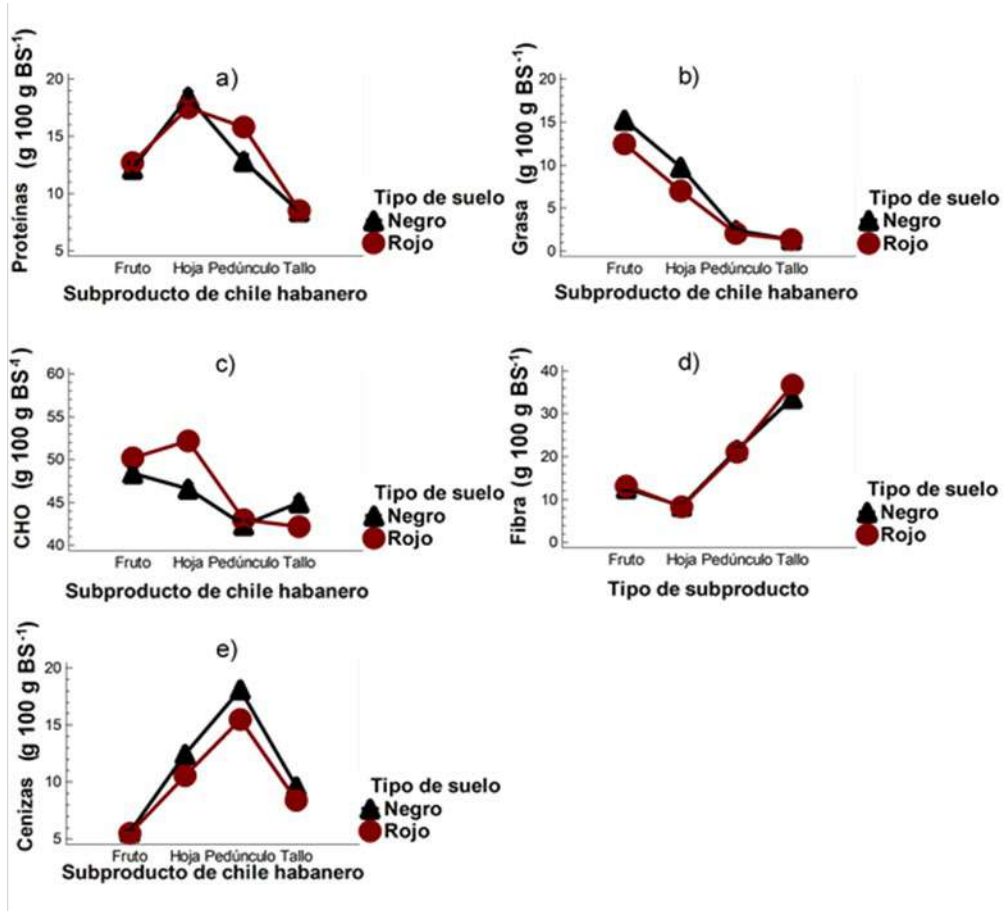 a)
Proteínas (g 100 g BS⁻¹)
20
15
10
5
Fruto Hoja Pedúnculo Tallo
Subproducto de chile habanero
Tipo de suelo
Negro
Rojo
b)
Grasa (g 100 g BS⁻¹)
20
15
10
5
0
Fruto Hoja Pedúnculo Tallo
Subproducto de chile habanero
Tipo de suelo
Negro
Rojo
c)
CHO (g 100 g BS⁻¹)
60
55
50
45
40
Fruto Hoja Pedúnculo Tallo
Subproducto de chile habanero
Tipo de suelo
Negro
Rojo
d)
Fibra (g 100 g BS⁻¹)
40
30
20
10
0
Fruto Hoja Pedúnculo Tallo
Tipo de subproducto
Tipo de suelo
Negro
Rojo
e)
Cenizas (g 100 g BS⁻¹)
20
15
10
5
Fruto Hoja Pedúnculo Tallo
Subproducto de chile habanero
Tipo de suelo
Negro
Rojo